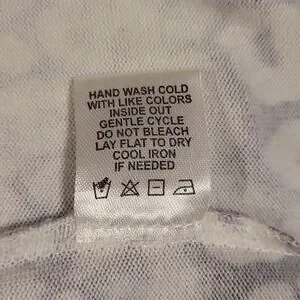 HAND WASH COLD
WITH LIKE COLORS
INSIDE OUT
GENTLE CYCLE
DO NOT BLEACH
LAY FLAT TO DRY
COOL IRON
IF NEEDED